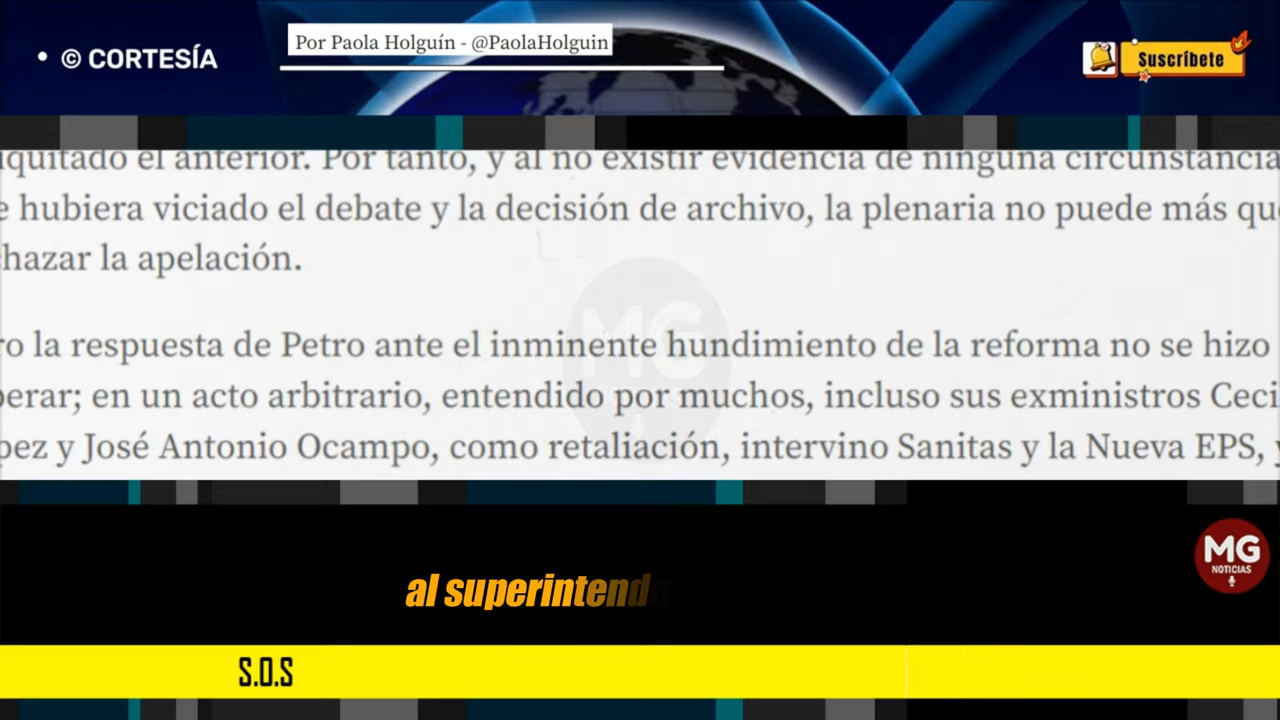 • © CORTESÍA
Por Paola Holguín - @PaolaHolguin
Suscríbete
iquitado el anterior. Por tanto, y al no existir evidencia de ninguna circunstancia
e hubiera viciado el debate y la decisión de archivo, la plenaria no puede más que
hazar la apelación.
ro la respuesta de Petro ante el inminente hundimiento de la reforma no se hizo
perar; en un acto arbitrario, entendido por muchos, incluso sus exministros Ceci
pez y José Antonio Ocampo, como retaliación, intervino Sanitas y la Nueva EPS, y
MG
NOTICIAS
al superintend
S.O.S